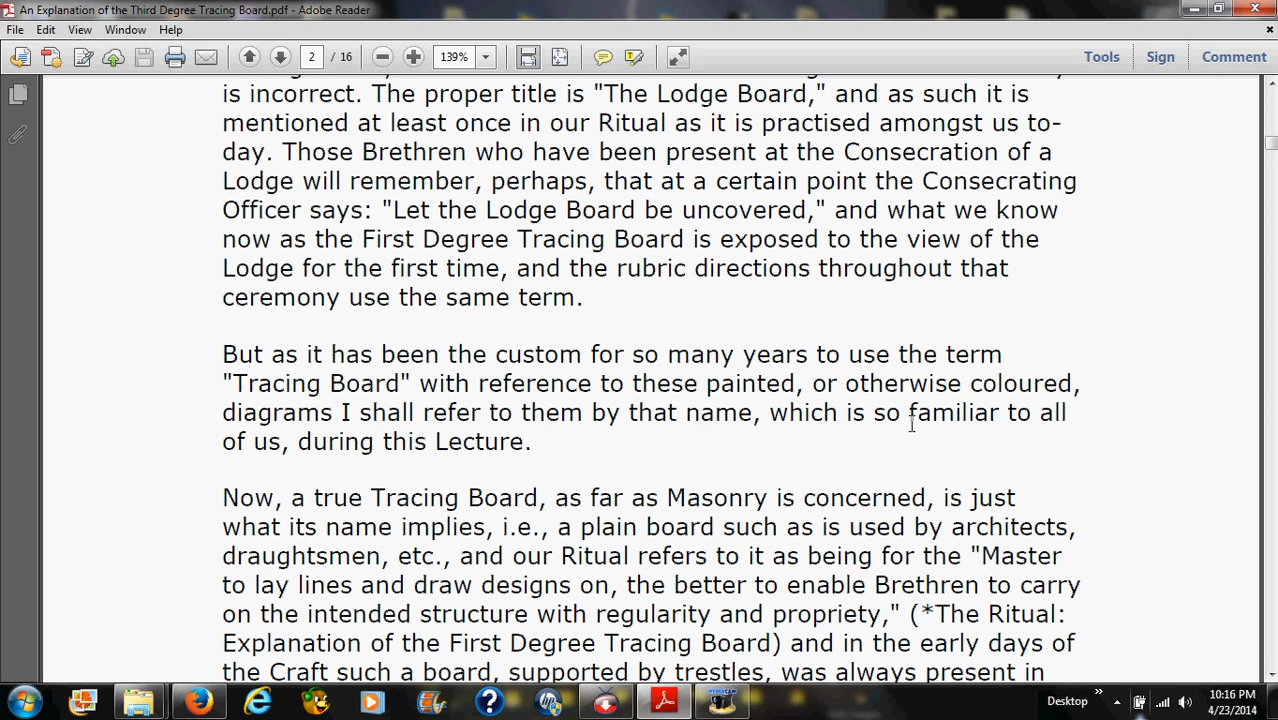 An Explanation of the Third Degree Tracing Board.pdf - Adobe Reader
File Edit View Window Help
2 / 16 139% Tools Sign Comment
is incorrect. The proper title is "The Lodge Board," and as such it is
mentioned at least once in our Ritual as it is practised amongst us to-
day. Those Brethren who have been present at the Consecration of a
Lodge will remember, perhaps, that at a certain point the Consecrating
Officer says: "Let the Lodge Board be uncovered," and what we know
now as the First Degree Tracing Board is exposed to the view of the
Lodge for the first time, and the rubric directions throughout that
ceremony use the same term.
But as it has been the custom for so many years to use the term
"Tracing Board" with reference to these painted, or otherwise coloured,
diagrams I shall refer to them by that name, which is so familiar to all
of us, during this Lecture.
Now, a true Tracing Board, as far as Masonry is concerned, is just
what its name implies, i.e., a plain board such as is used by architects,
draughtsmen, etc., and our Ritual refers to it as being for the "Master
to lay lines and draw designs on, the better to enable Brethren to carry
on the intended structure with regularity and propriety," (*The Ritual:
Explanation of the First Degree Tracing Board) and in the early days of
the Craft such a board, supported by trestles, was always present in
Desktop
10:16 PM
4/23/2014